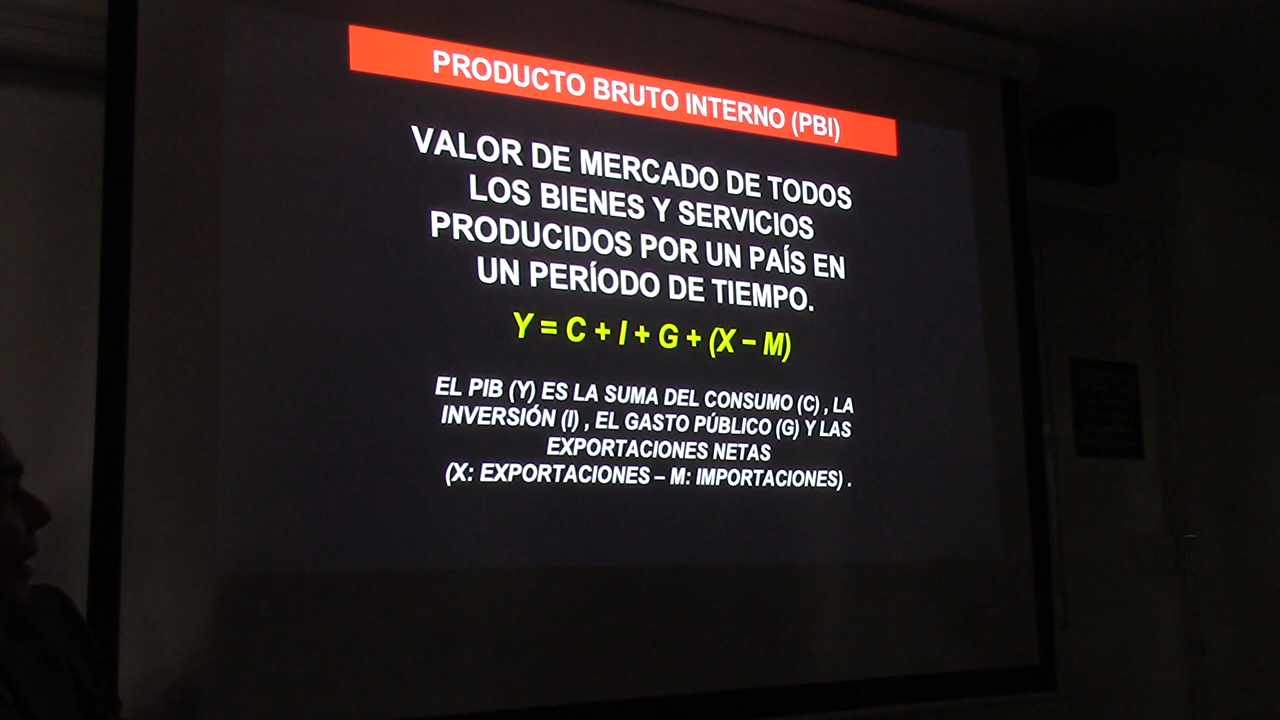 PRODUCTO BRUTO INTERNO (PBI)
VALOR DE MERCADO DE TODOS
LOS BIENES Y SERVICIOS
PRODUCIDOS POR UN PAÍS EN
UN PERÍODO DE TIEMPO.
Y = C + I + G + (X – M)
EL PIB (Y) ES LA SUMA DEL CONSUMO (C) , LA
INVERSIÓN (I) , EL GASTO PÚBLICO (G) Y LAS
EXPORTACIONES NETAS
(X: EXPORTACIONES – M: IMPORTACIONES) .